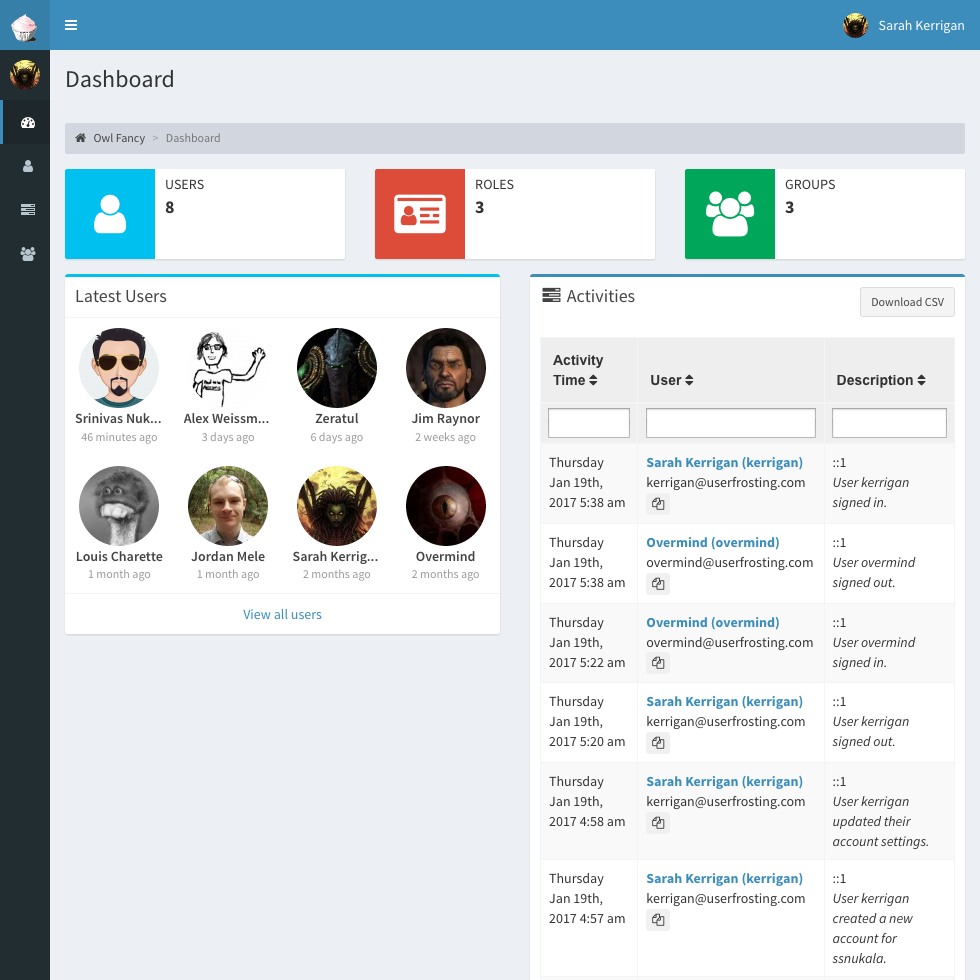 Sarah Kerrigan
Dashboard
Owl Fancy > Dashboard
USERS
8
ROLES
3
GROUPS
3
Latest Users
Srinivas Nuk...
46 minutes ago
Alex Weissm...
3 days ago
Zeratul
6 days ago
Jim Raynor
2 weeks ago
Louis Charette
1 month ago
Jordan Mele
1 month ago
Sarah Kerrig...
2 months ago
Overmind
2 months ago
View all users
Activities
Download CSV
Activity
Time
User
Description
Thursday
Jan 19th,
2017 5:38 am
Sarah Kerrigan (kerrigan)
kerrigan@userfrosting.com
::1
User kerrigan
signed in.
Thursday
Jan 19th,
2017 5:38 am
Overmind (overmind)
overmind@userfrosting.com
::1
User overmind
signed out.
Thursday
Jan 19th,
2017 5:22 am
Overmind (overmind)
overmind@userfrosting.com
::1
User overmind
signed in.
Thursday
Jan 19th,
2017 5:20 am
Sarah Kerrigan (kerrigan)
kerrigan@userfrosting.com
::1
User kerrigan
signed out.
Thursday
Jan 19th,
2017 4:58 am
Sarah Kerrigan (kerrigan)
kerrigan@userfrosting.com
::1
User kerrigan
updated their
account settings.
Thursday
Jan 19th,
2017 4:57 am
Sarah Kerrigan (kerrigan)
kerrigan@userfrosting.com
::1
User kerrigan
created a new
account for
ssnukala.